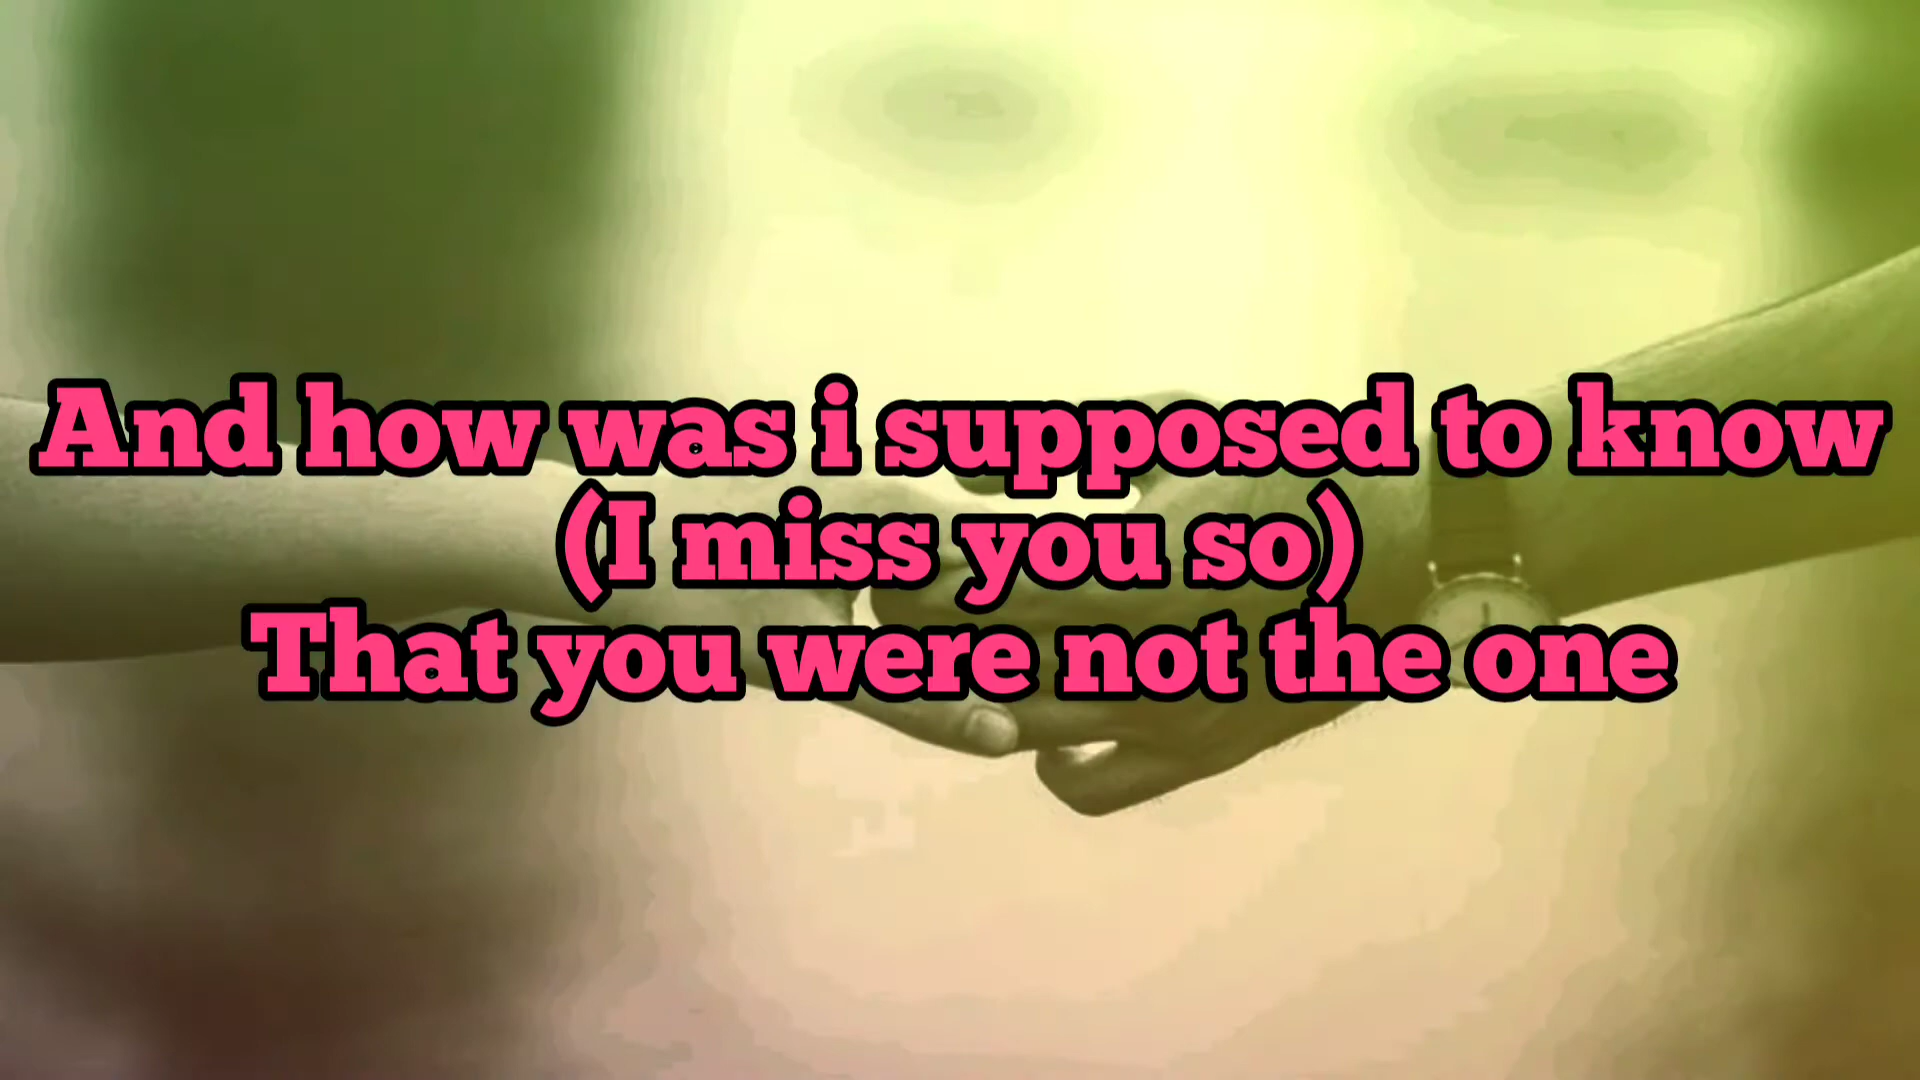 And how was i supposed to know
(I miss you so)
That you were not the one